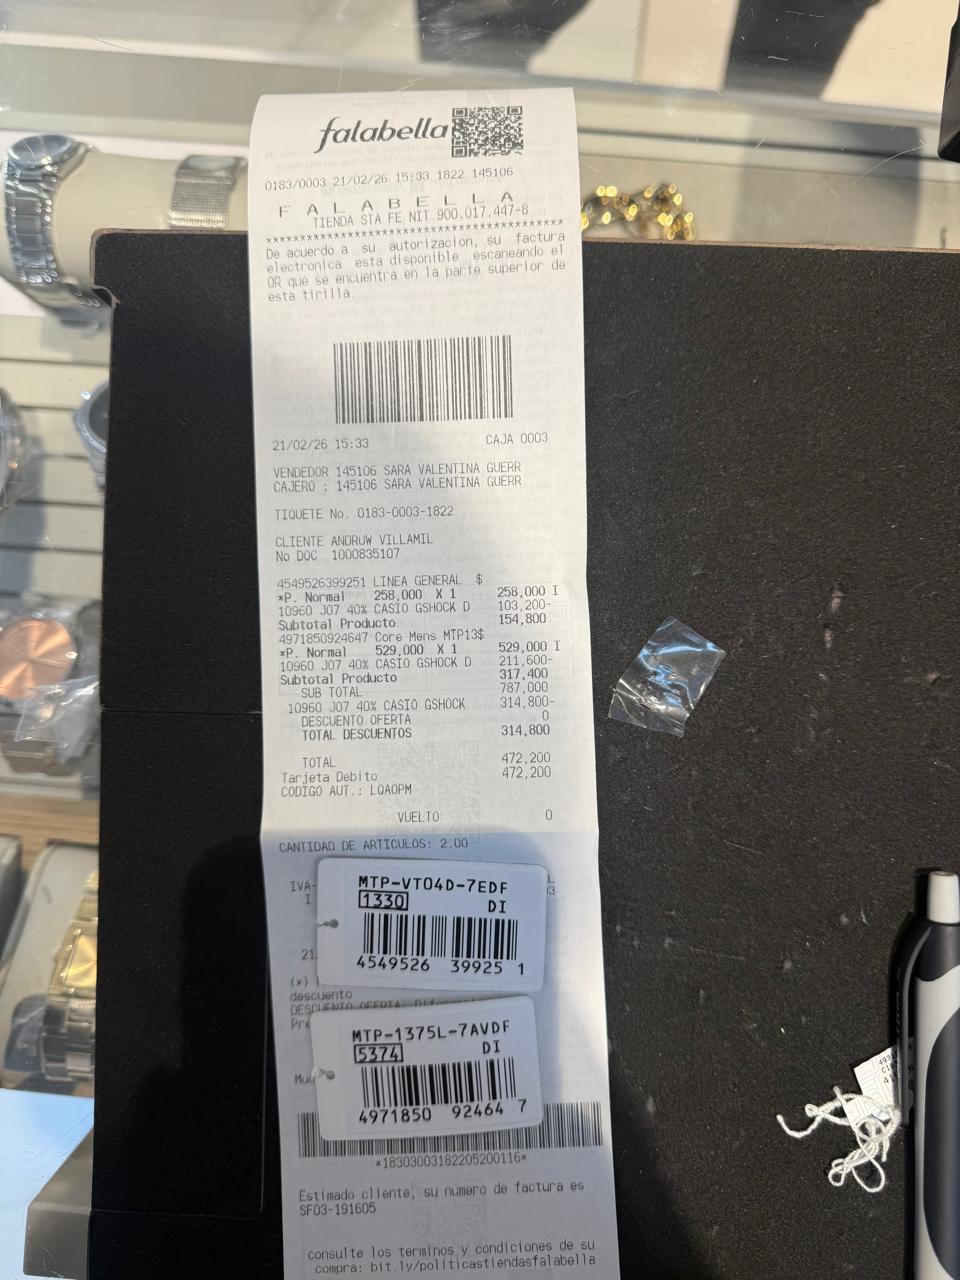 falabella
0183/0003 21/02/26 15:33 1822 145106
F A L A B E L L A
TIENDA STA FE NIT 900.017.447-8
****************************************
De acuerdo a su autorizacion, su factura
electronica esta disponible escaneando el
QR que se encuentra en la parte superior de
esta tirilla.
21/02/26 15:33 CAJA 0003
VENDEDOR 145106 SARA VALENTINA GUERR
CAJERO : 145106 SARA VALENTINA GUERR
TIQUETE No. 0183-0003-1822
CLIENTE ANDRUW VILLAMIL
No DOC 1000835107
4549526399251 LINEA GENERAL $
*P. Normal 258,000 X 1 258,000 I
10960 J07 40% CASIO GSHOCK D 103,200-
Subtotal Producto 154,800
4971850924647 Core Mens MTP13$
*P. Normal 529,000 X 1 529,000 I
10960 J07 40% CASIO GSHOCK D 211,600-
Subtotal Producto 317,400
SUB TOTAL 787,000
10960 J07 40% CASIO GSHOCK 314,800-
DESCUENTO OFERTA 0
TOTAL DESCUENTOS 314,800
TOTAL 472,200
Tarjeta Debito 472,200
CODIGO AUT.: LQAOPM
VUELTO 0
CANTIDAD DE ARTICULOS: 2.00
IVA-
I
MTP-VT04D-7EDF
1330 DI
4549526 39925 1
21.
(*)
descuento
DESCUENTO OFERTA:
Pre
MTP-1375L-7AVDF
5374 DI
4971850 92464 7
*18303003182205200116*
Estimado cliente, su numero de factura es
SF03-191605
consulte los terminos y condiciones de su
compra: bit.ly/politicastiendasfalabella